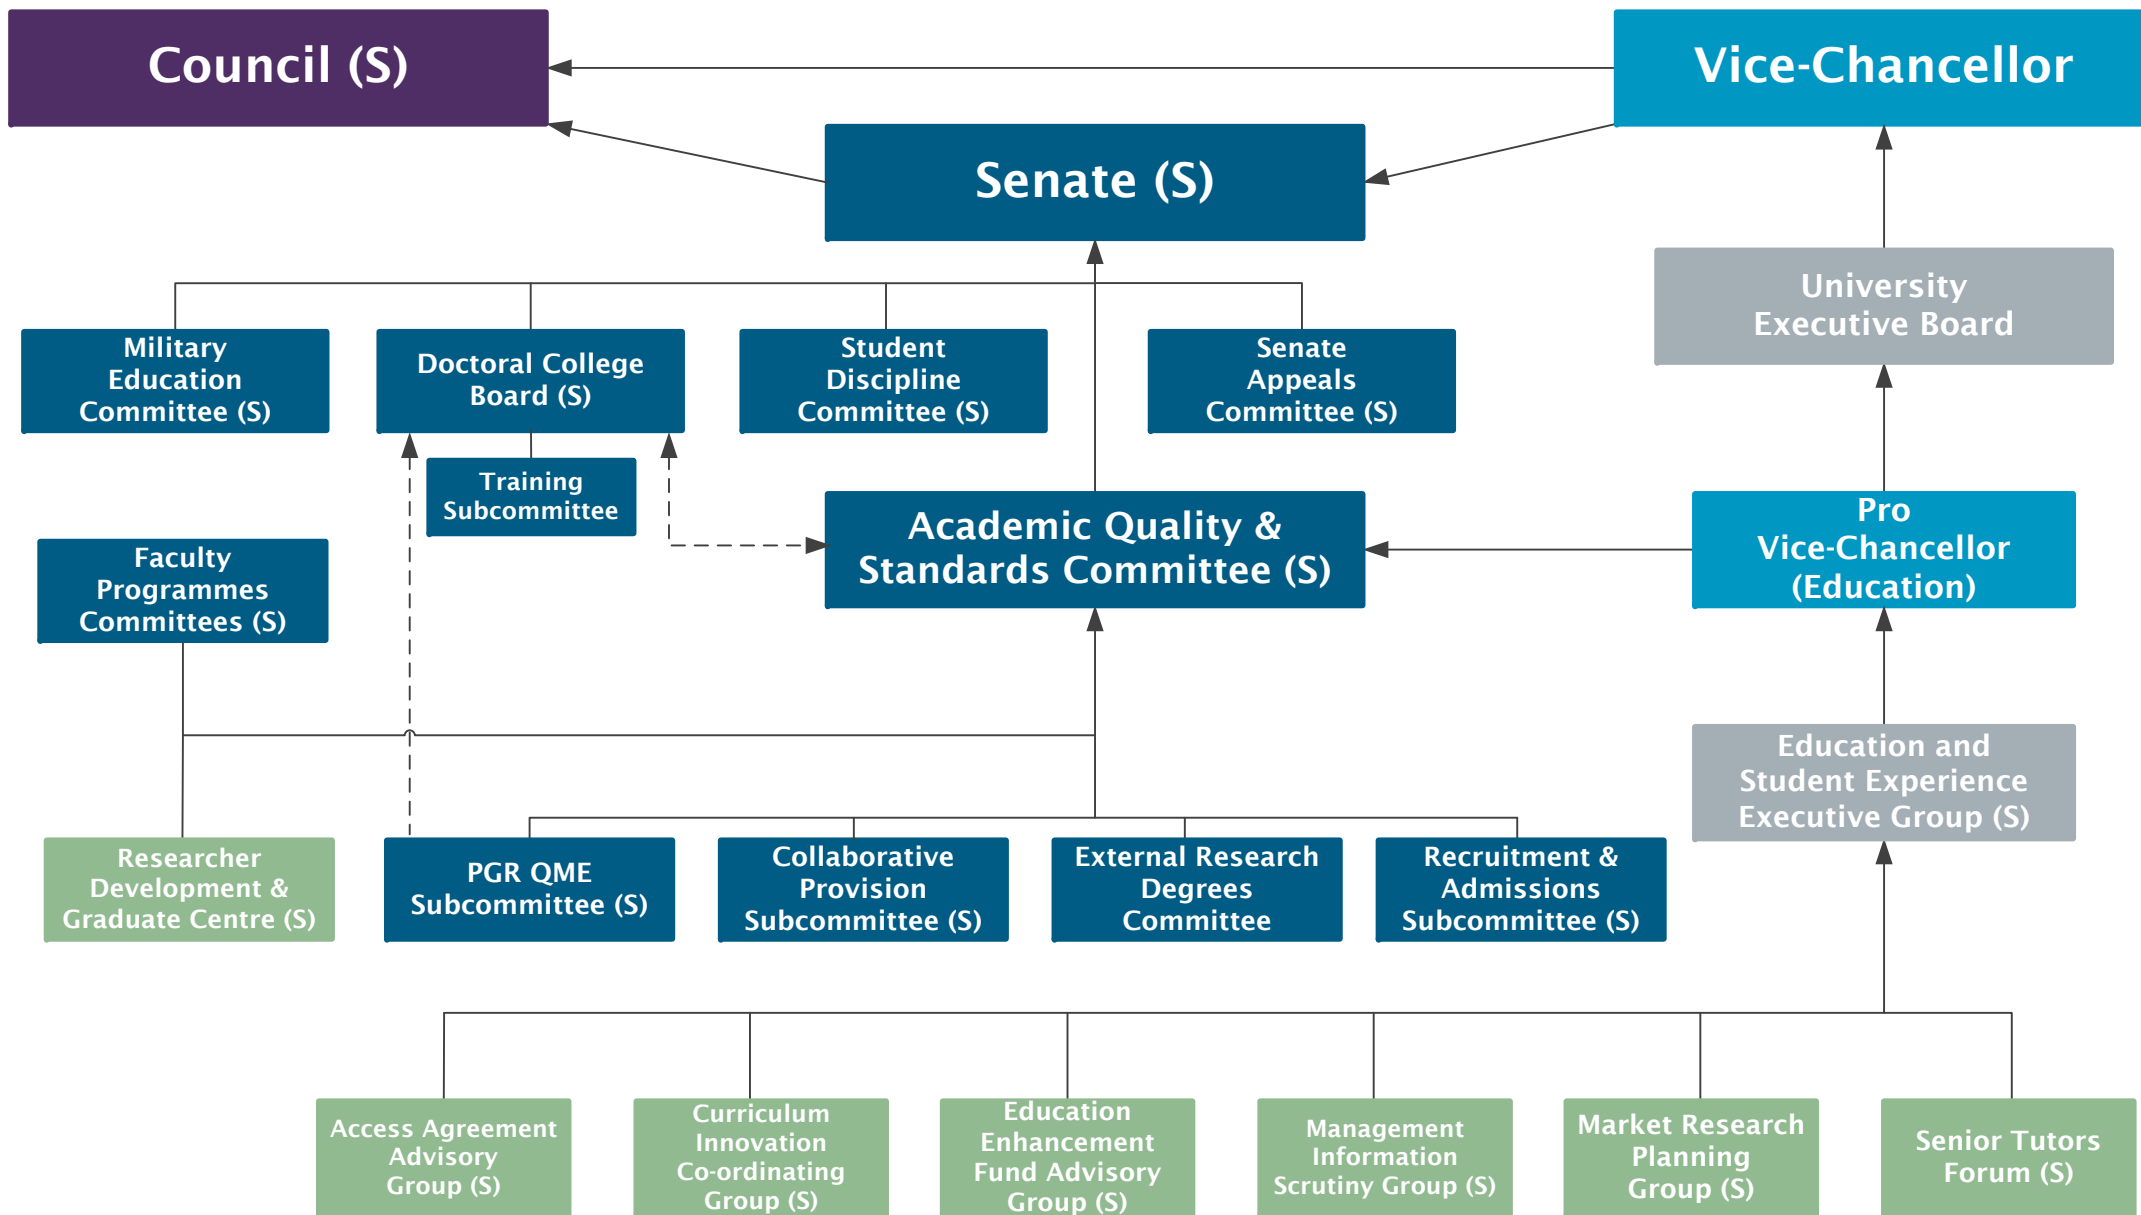 Council (S)
Vice-Chancellor
Senate (S)
University
Executive Board
Military
Education
Committee (S)
Doctoral College
Board (S)
Student
Discipline
Committee (S)
Senate
Appeals
Committee (S)
Training
Subcommittee
Academic Quality &
Standards Committee (S)
Pro
Vice-Chancellor
(Education)
Faculty
Programmes
Committees (S)
Education and
Student Experience
Executive Group (S)
Researcher
Development &
Graduate Centre (S)
PGR QME
Subcommittee (S)
Collaborative
Provision
Subcommittee (S)
External Research
Degrees
Committee
Recruitment &
Admissions
Subcommittee (S)
Access Agreement
Advisory
Group (S)
Curriculum
Innovation
Co-ordinating
Group (S)
Education
Enhancement
Fund Advisory
Group (S)
Management
Information
Scrutiny Group (S)
Market Research
Planning
Group (S)
Senior Tutors
Forum (S)